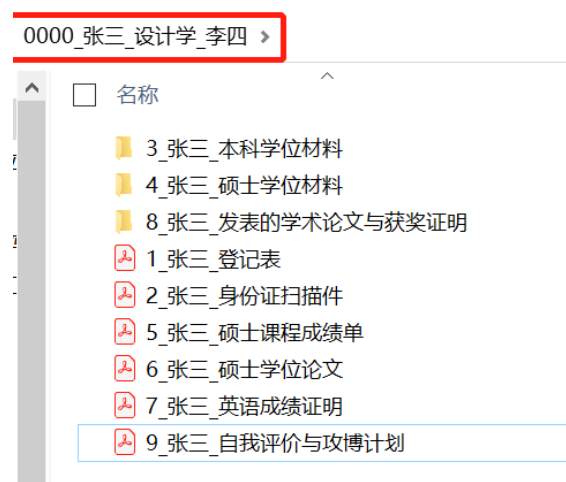 0000_张三_设计学_李四
名称
3_张三_本科学位材料
4_张三_硕士学位材料
8_张三_发表的学术论文与获奖证明
1_张三_登记表
2_张三_身份证扫描件
5_张三_硕士课程成绩单
6_张三_硕士学位论文
7_张三_英语成绩证明
9_张三_自我评价与攻博计划